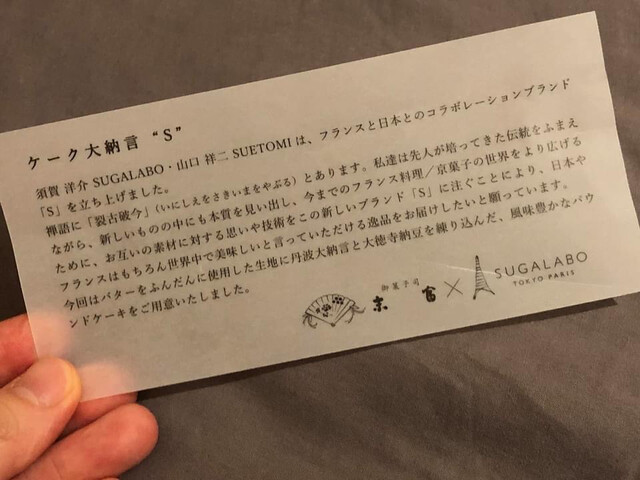 ケーク大納言 “S”
須賀 洋介 SUGALABO・山口 祥二 SUETOMI は、フランスと日本とのコラボレーションブランド
「S」を立ち上げました。
禅語に「裂古破今」(いにしえをさきいまをやぶる)とあります。私達は先人が培ってきた伝統をふまえ
ながら、新しいものの中にも本質を見い出し、今までのフランス料理／京菓子の世界をより広げる
ために、お互いの素材に対する思いや技術をこの新しいブランド「S」に注ぐことにより、日本や
フランスはもちろん世界中で美味しいと言っていただける逸品をお届けしたいと願っています。
今回はバターをふんだんに使用した生地に丹波大納言と大徳寺納豆を練り込んだ、風味豊かなパウ
ンドケーキをご用意いたしました。
御菓子司
末富 × SUGALABO
TOKYO PARIS